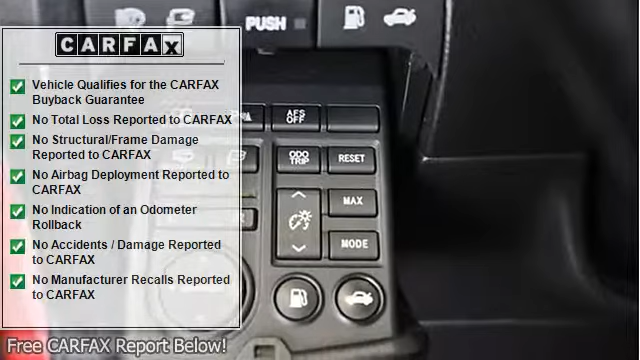 PUSH
CARFAX
Vehicle Qualifies for the CARFAX
Buyback Guarantee
No Total Loss Reported to CARFAX
No Structural/Frame Damage
Reported to CARFAX
No Airbag Deployment Reported to
CARFAX
No Indication of an Odometer
Rollback
No Accidents / Damage Reported
to CARFAX
No Manufacturer Recalls Reported
to CARFAX
AFS
OFF
ODO
TRIP
RESET
MAX
MODE
Free CARFAX Report Below!